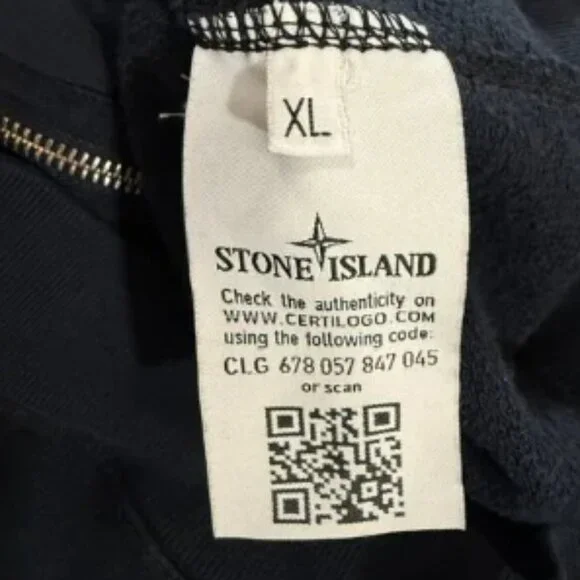 XL
STONE ISLAND
Check the authenticity on
WWW.CERTILOGO.COM
using the following code:
CLG 678 057 847 045
or scan